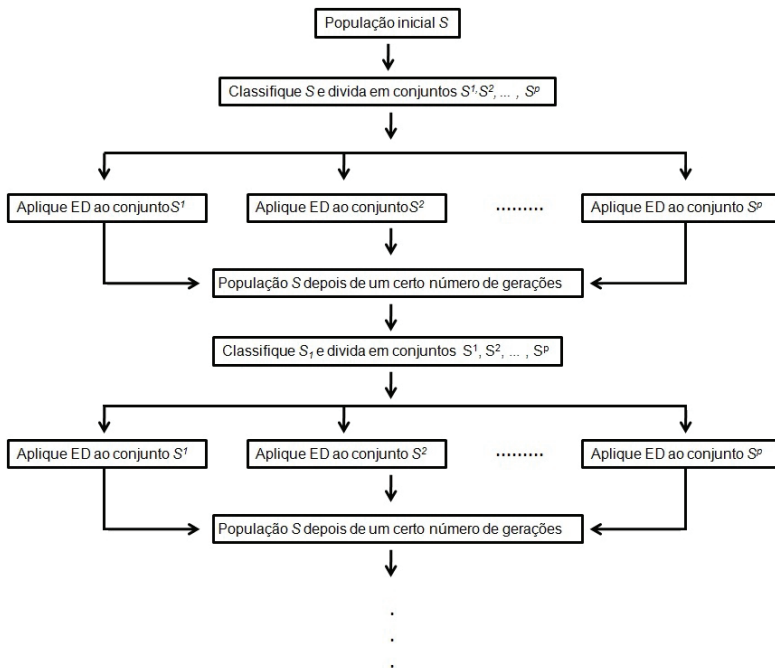 População inicial S
Classifique S e divida em conjuntos S¹,S², ... , Sᵖ
Aplique ED ao conjuntoS¹
Aplique ED ao conjuntoS²
.........
Aplique ED ao conjunto Sᵖ
População S depois de um certo número de gerações
Classifique S₁ e divida em conjuntos S¹, S², ... , Sᵖ
Aplique ED ao conjunto S¹
Aplique ED ao conjunto S²
.........
Aplique ED ao conjunto Sᵖ
População S depois de um certo número de gerações
.
.
.